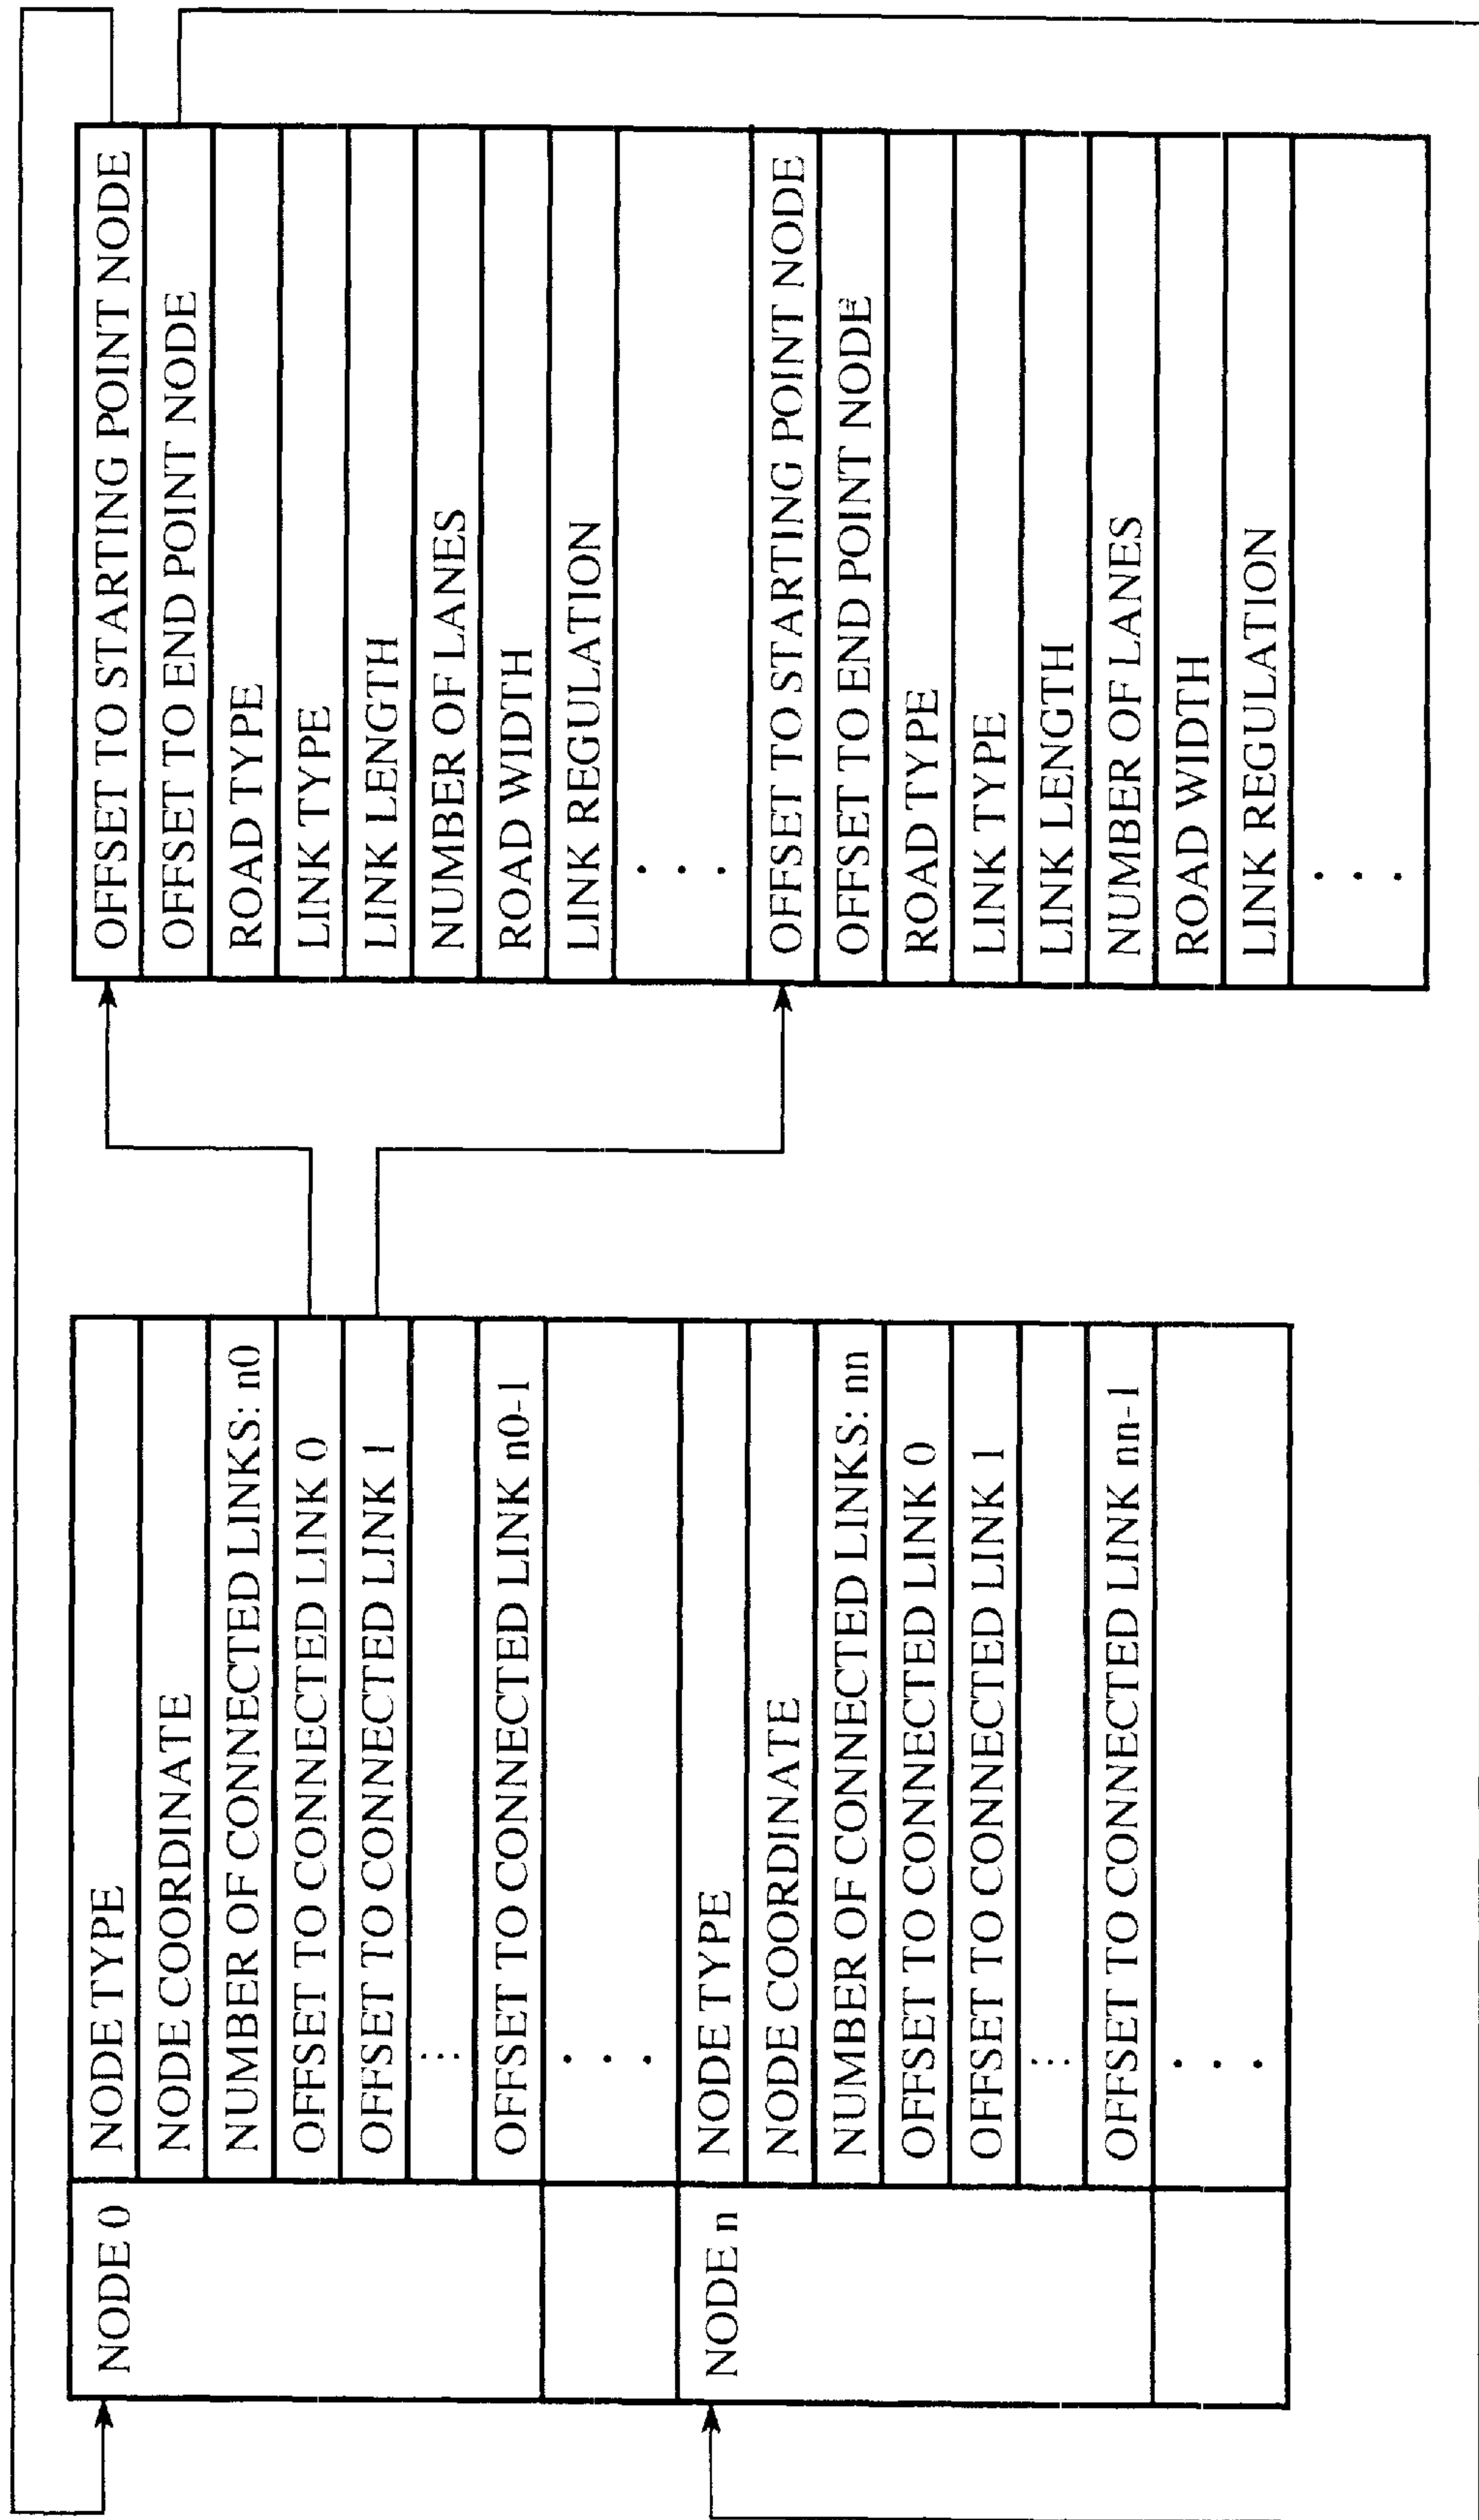 NODE 0
NODE TYPE
NODE COORDINATE
NUMBER OF CONNECTED LINKS: n0
OFFSET TO CONNECTED LINK 0
OFFSET TO CONNECTED LINK 1
...
OFFSET TO CONNECTED LINK n0-1
. . .
NODE n
NODE TYPE
NODE COORDINATE
NUMBER OF CONNECTED LINKS: nn
OFFSET TO CONNECTED LINK 0
OFFSET TO CONNECTED LINK 1
...
OFFSET TO CONNECTED LINK nn-1
. . .
OFFSET TO STARTING POINT NODE
OFFSET TO END POINT NODE
ROAD TYPE
LINK TYPE
LINK LENGTH
NUMBER OF LANES
ROAD WIDTH
LINK REGULATION
. . .
OFFSET TO STARTING POINT NODE
OFFSET TO END POINT NODE
ROAD TYPE
LINK TYPE
LINK LENGTH
NUMBER OF LANES
ROAD WIDTH
LINK REGULATION
. . .